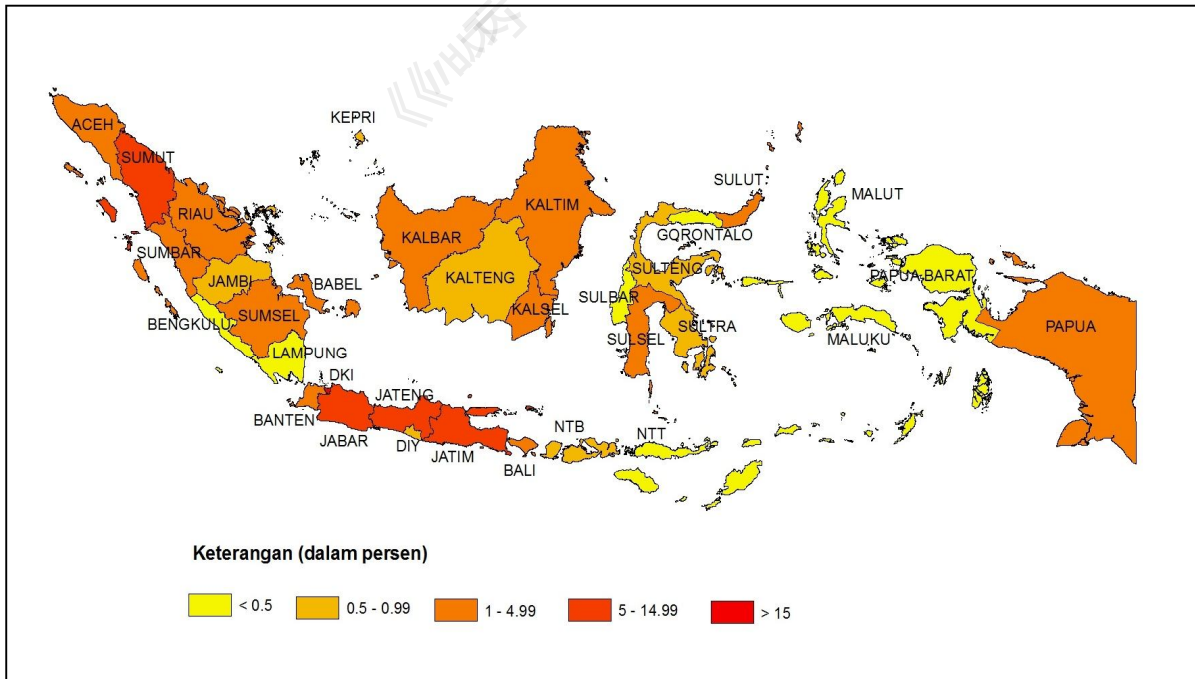 KEPRI
ACEH
SUMUT
SULUT
MALUT
RIAU
KALTIM
KALBAR
GORONTALO
SUMBAR
SULTENG
JAMBI
KALTENG
PAPUA BARAT
BABEL
SULBAR
KALSEL
SUMSEL
BENGKULU
SULTRA
PAPUA
SULSEL
MALUKU
LAMPUNG
DKI
JATENG
BANTEN
NTB
NTT
JABAR
DIY
JATIM
BALI
Keterangan (dalam persen)
< 0.5
0.5 - 0.99
1 - 4.99
5 - 14.99
> 15